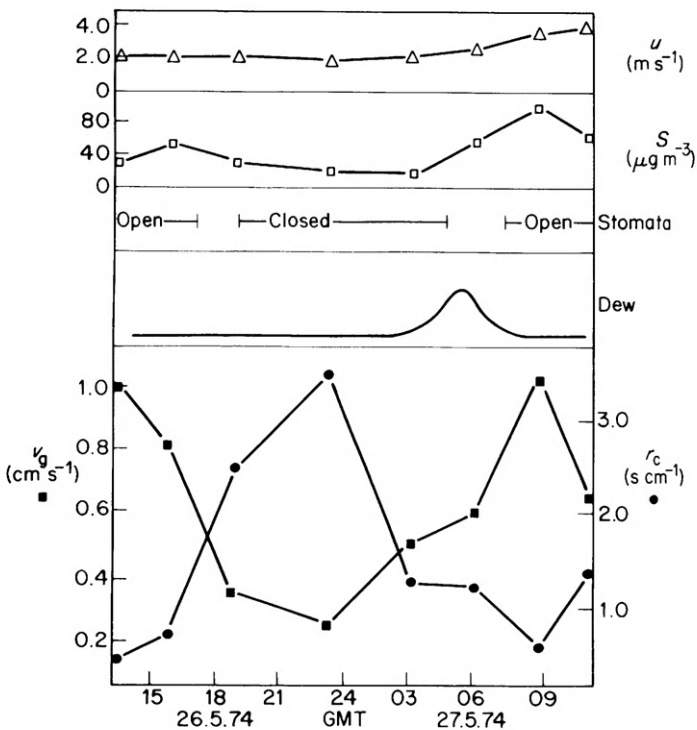 4.0
2.0
0
u
(m s⁻¹)
80
40
0
S
(μg m⁻³)
Open
Closed
Open
Stomata
Dew
1.0
0.8
0.6
0.4
0.2
v_g
(cm s⁻¹)
3.0
2.0
1.0
r_c
(s cm⁻¹)
15 18 21 24 03 06 09
26.5.74 GMT 27.5.74